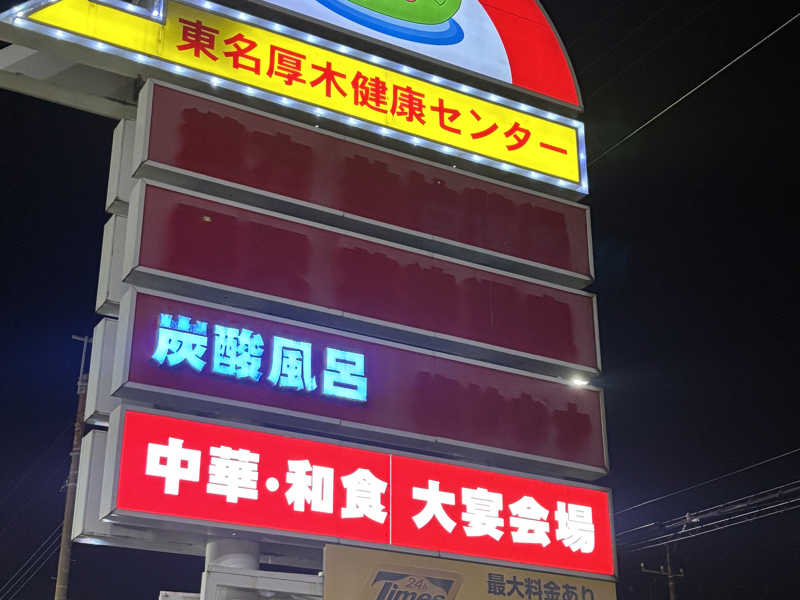 東名厚木健康センター
炭酸風呂
中華・和食 大宴会場
24h
Times
最大料金あり